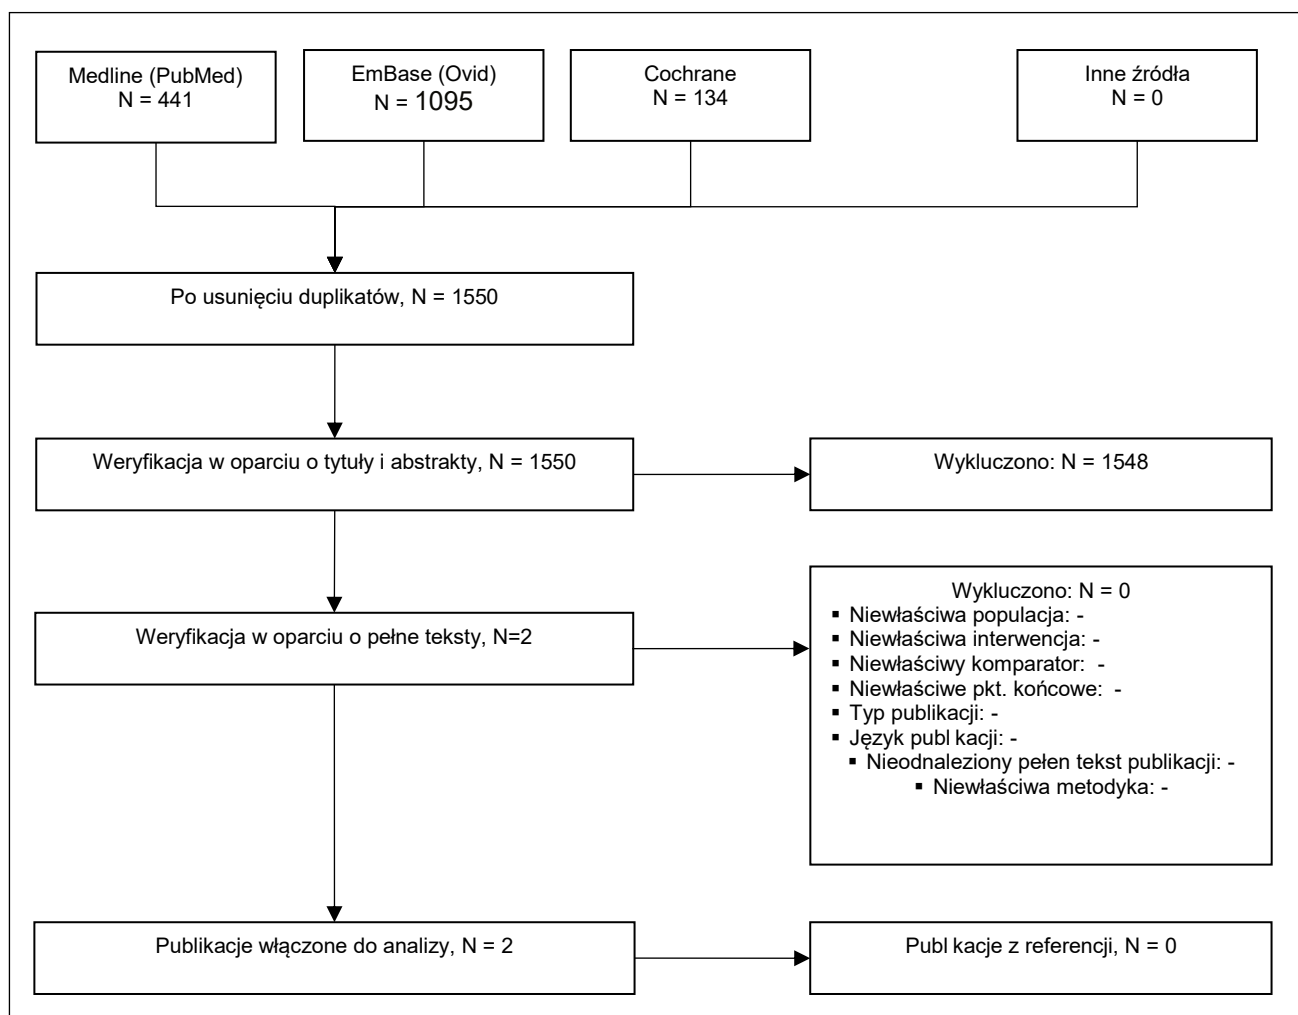 Medline (PubMed)
N = 441
EmBase (Ovid)
N = 1095
Cochrane
N = 134
Inne źródła
N = 0
Po usunięciu duplikatów, N = 1550
Weryfikacja w oparciu o tytuły i abstrakty, N = 1550
Wykluczono: N = 1548
Weryfikacja w oparciu o pełne teksty, N=2
Wykluczono: N = 0
▪ Niewłaściwa populacja: -
▪ Niewłaściwa interwencja: -
▪ Niewłaściwy komparator: -
▪ Niewłaściwe pkt. końcowe: -
▪ Typ publikacji: -
▪ Język publ kacji: -
▪ Nieodnaleziony pełen tekst publikacji: -
▪ Niewłaściwa metodyka: -
Publikacje włączone do analizy, N = 2
Publ kacje z referencji, N = 0